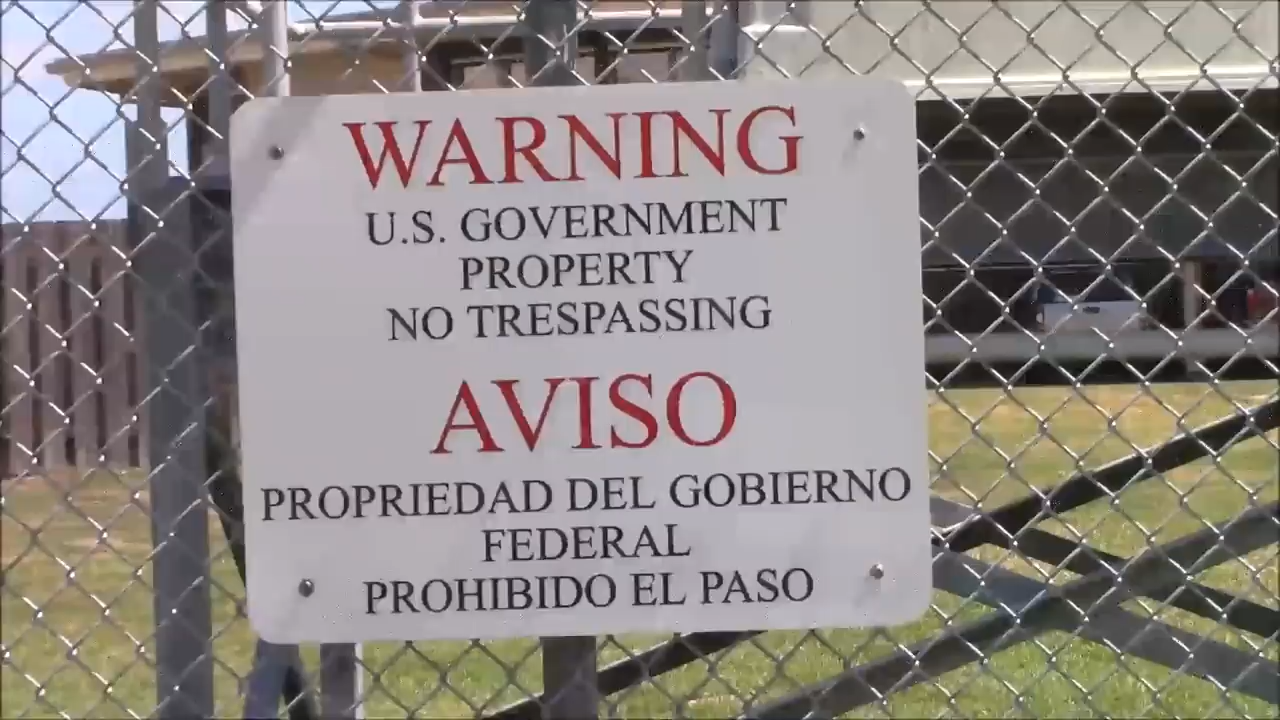 WARNING
U.S. GOVERNMENT
PROPERTY
NO TRESPASSING
AVISO
PROPRIEDAD DEL GOBIERNO
FEDERAL
PROHIBIDO EL PASO